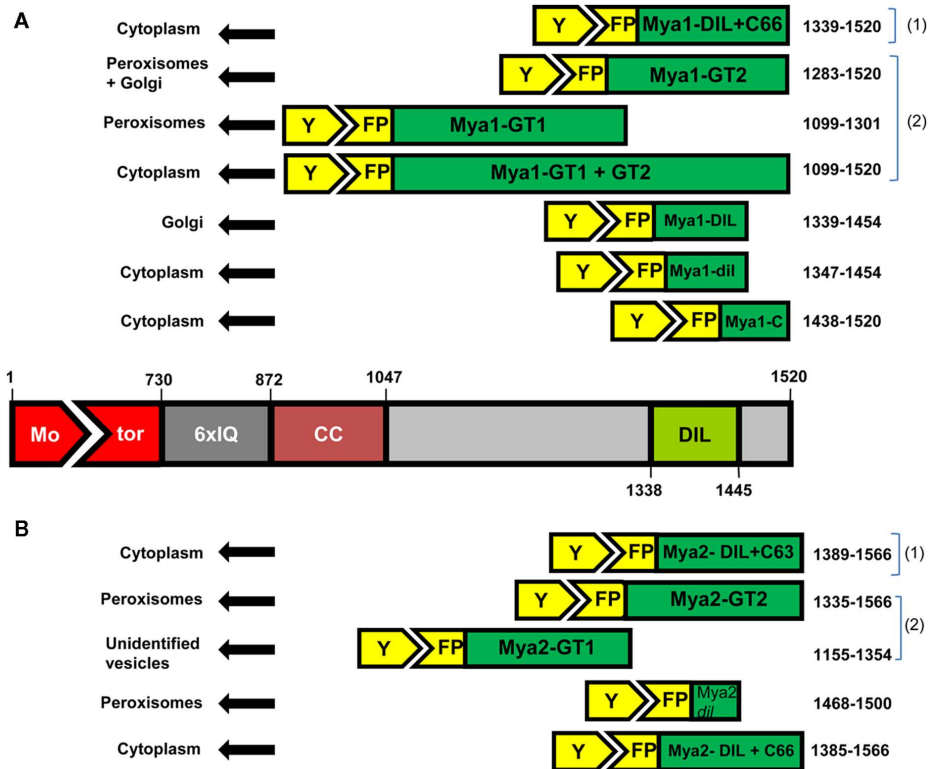 A
Cytoplasm Y FP Mya1-DIL+C66 1339-1520 (1)
Peroxisomes
+ Golgi Y FP Mya1-GT2 1283-1520
Peroxisomes Y FP Mya1-GT1 1099-1301 (2)
Cytoplasm Y FP Mya1-GT1 + GT2 1099-1520
Golgi Y FP Mya1-DIL 1339-1454
Cytoplasm Y FP Mya1-dil 1347-1454
Cytoplasm Y FP Mya1-C 1438-1520
1 730 872 1047 1520
Mo tor 6xIQ CC DIL
1338 1445
B
Cytoplasm Y FP Mya2- DIL+C63 1389-1566 (1)
Peroxisomes Y FP Mya2-GT2 1335-1566
(2)
Unidentified
vesicles Y FP Mya2-GT1 1155-1354
Peroxisomes Y FP Mya2
dil 1468-1500
Cytoplasm Y FP Mya2- DIL + C66 1385-1566